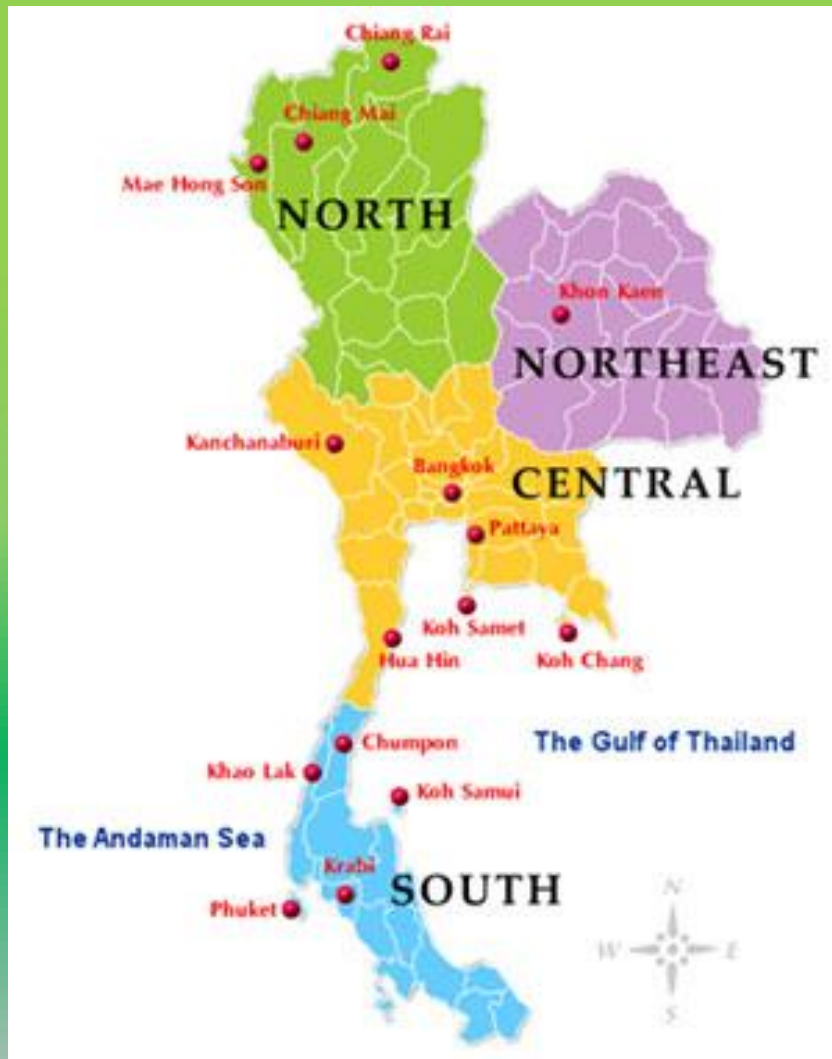 Chiang Rai
Chiang Mai
Mae Hong Son
NORTH
Khon Kaen
NORTHEAST
Kanchanaburi
Bangkok
CENTRAL
Pattaya
Koh Samet
Koh Chang
Hua Hin
Chumpon
The Gulf of Thailand
Khao Lak
Koh Samui
The Andaman Sea
Krabi
SOUTH
Phuket
N
W
E
S